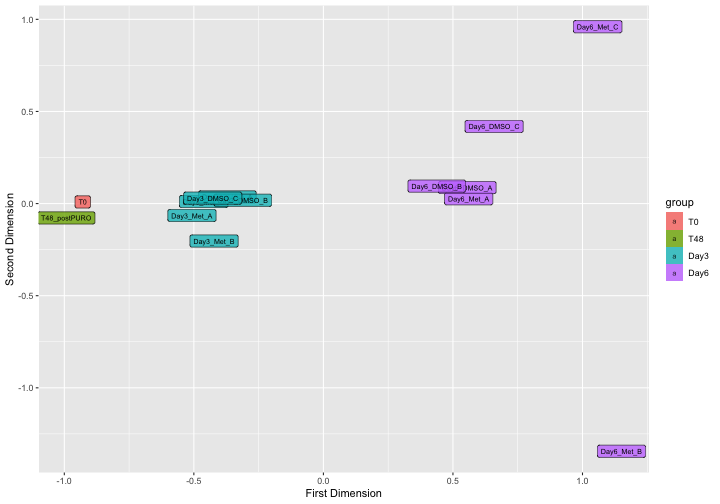 1.0
0.5
0.0
-0.5
-1.0
Second Dimension
Day6_Met_C
Day6_DMSO_C
Day6_DMSO_B
DMSO_A
Day6_Met_A
T0
T48_postPURO
Day3_DMSO_C
SO_B
Day3_Met_A
Day3_Met_B
Day6_Met_B
-1.0
-0.5
0.0
0.5
1.0
First Dimension
group
a T0
a T48
a Day3
a Day6